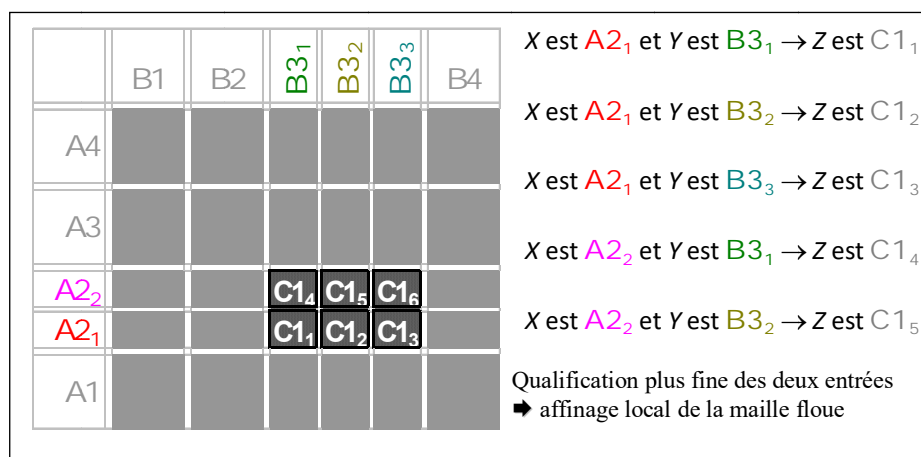 B1 B2 B3₁ B3₂ B3₃ B4
A4
A3
A2₂ C1₄ C1₅ C1₆
A2₁ C1₁ C1₂ C1₃
A1
X est A2₁ et Y est B3₁ → Z est C1₁
X est A2₁ et Y est B3₂ → Z est C1₂
X est A2₁ et Y est B3₃ → Z est C1₃
X est A2₂ et Y est B3₁ → Z est C1₄
X est A2₂ et Y est B3₂ → Z est C1₅
Qualification plus fine des deux entrées
➡ affinage local de la maille floue